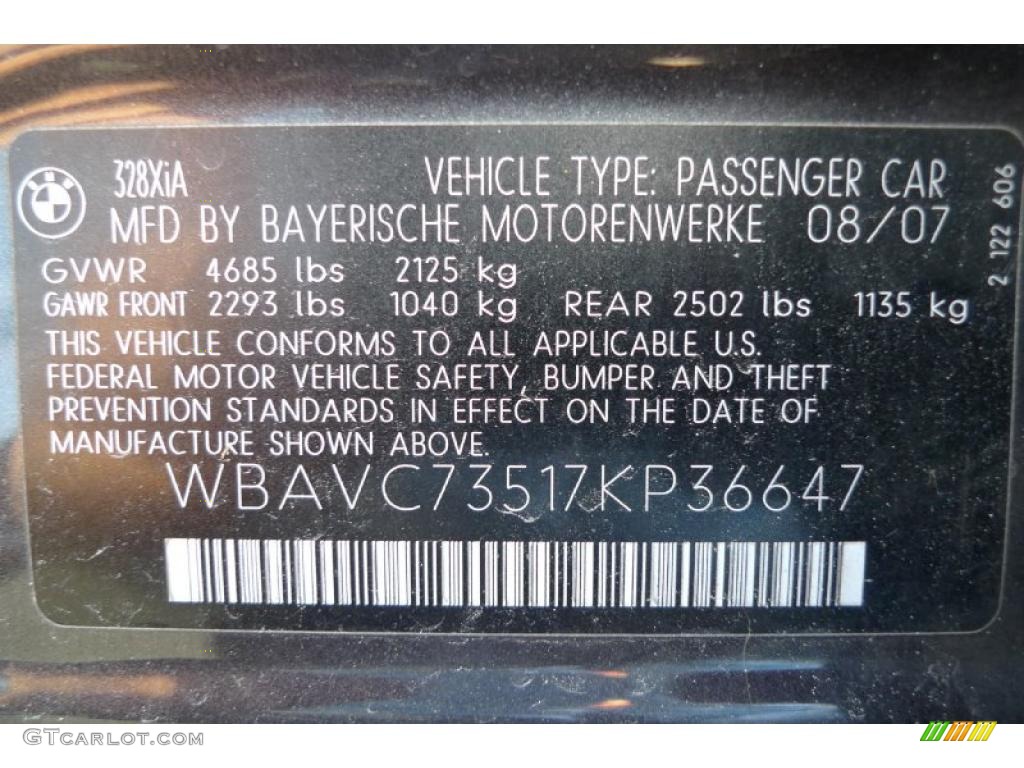 BMW
328XiA VEHICLE TYPE: PASSENGER CAR
MFD BY BAYERISCHE MOTORENWERKE 08/07
GVWR 4685 lbs 2125 kg
GAWR FRONT 2293 lbs 1040 kg REAR 2502 lbs 1135 kg
THIS VEHICLE CONFORMS TO ALL APPLICABLE U.S.
FEDERAL MOTOR VEHICLE SAFETY, BUMPER AND THEFT
PREVENTION STANDARDS IN EFFECT ON THE DATE OF
MANUFACTURE SHOWN ABOVE.
WBAVC73517KP36647
2 122 606
GTCarLot.com